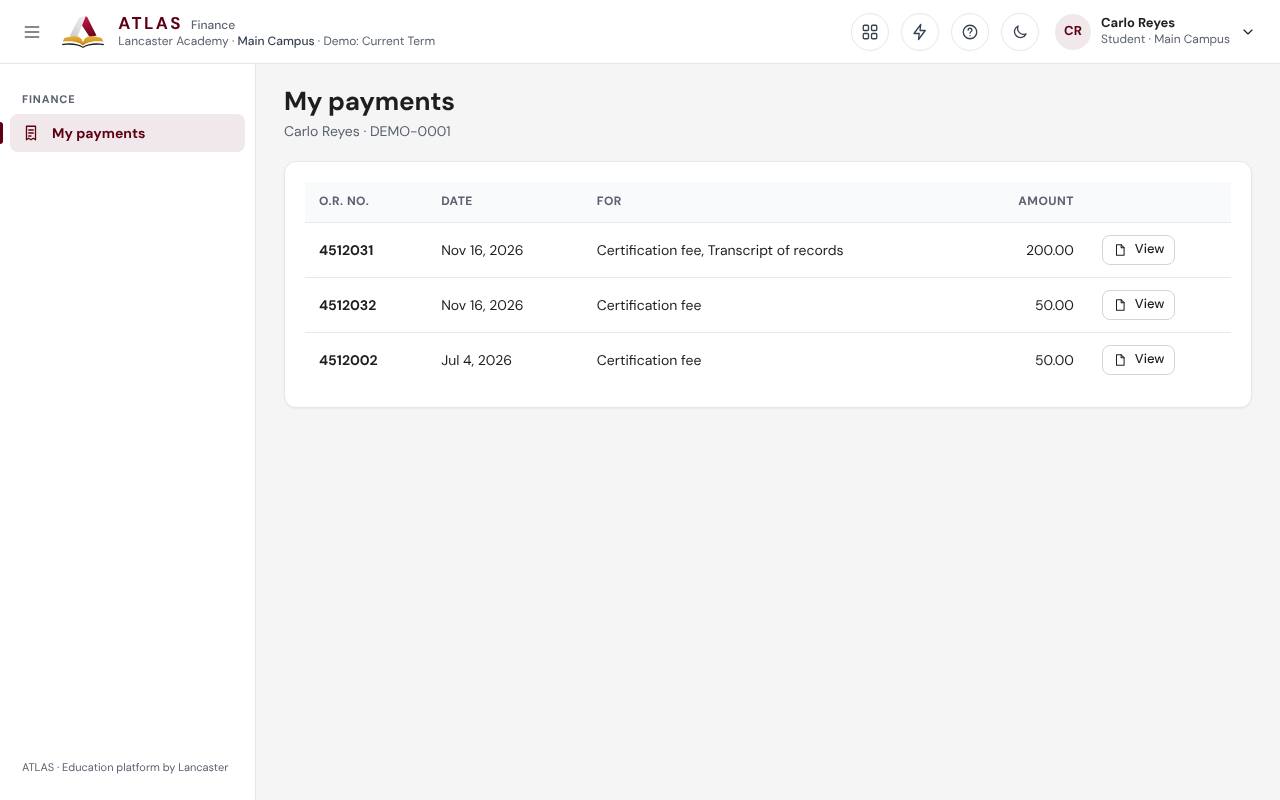 ATLAS Finance
Lancaster Academy · Main Campus · Demo: Current Term
CR
Carlo Reyes
Student · Main Campus
FINANCE
My payments
My payments
Carlo Reyes · DEMO-0001
O.R. NO. DATE FOR AMOUNT
4512031 Nov 16, 2026 Certification fee, Transcript of records 200.00 View
4512032 Nov 16, 2026 Certification fee 50.00 View
4512002 Jul 4, 2026 Certification fee 50.00 View
ATLAS · Education platform by Lancaster